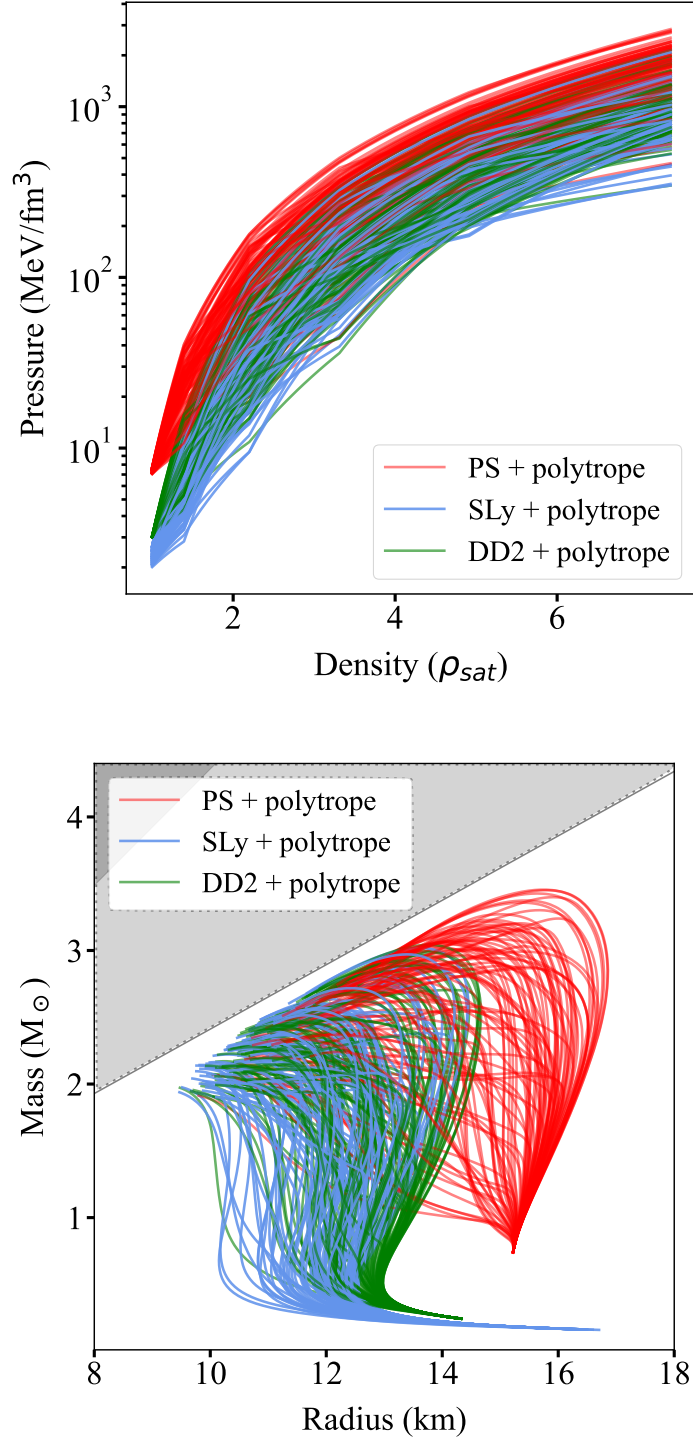 10³
10²
10¹
Pressure (MeV/fm³)
PS + polytrope
SLy + polytrope
DD2 + polytrope
2 4 6
Density (ρsat)
PS + polytrope
SLy + polytrope
DD2 + polytrope
4
3
2
1
Mass (M⊙)
8 10 12 14 16 18
Radius (km)